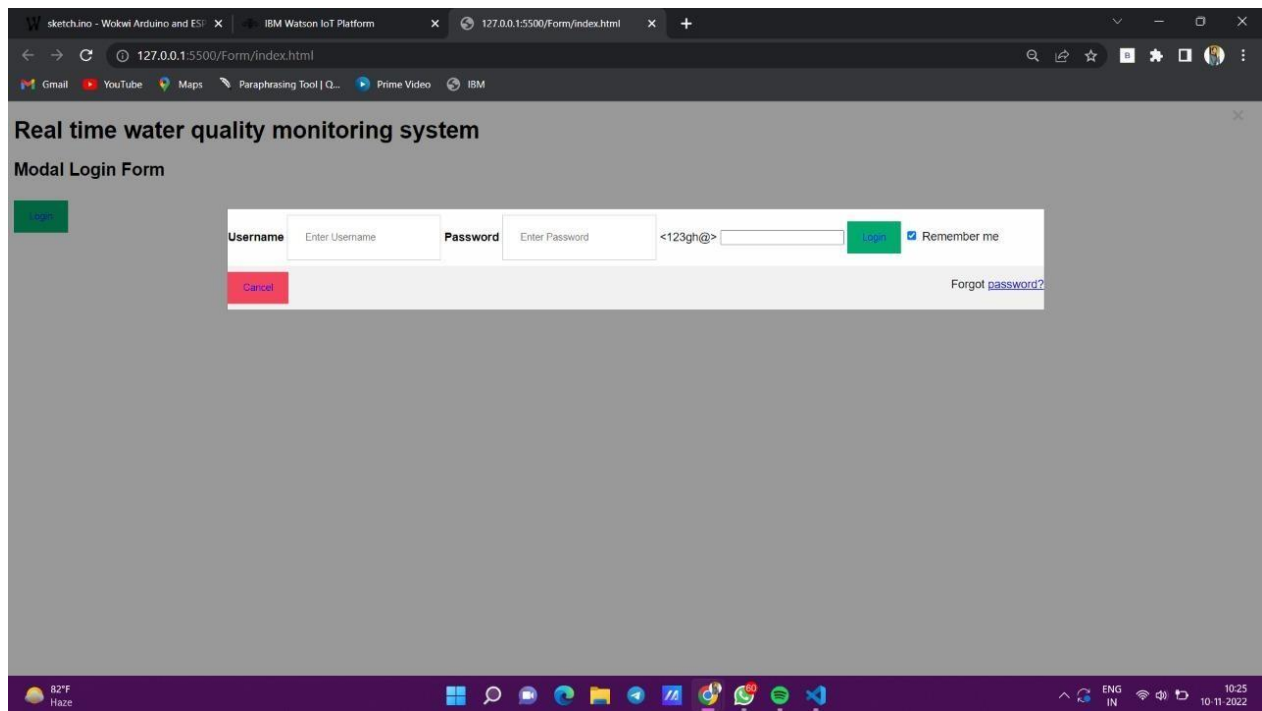 sketch.ino - Wokwi Arduino and ESP IBM Watson IoT Platform 127.0.0.1:5500/Form/index.html
127.0.0.1:5500/Form/index.html
Gmail YouTube Maps Paraphrasing Tool | Q... Prime Video IBM
Real time water quality monitoring system
Modal Login Form
Login
Username Enter Username Password Enter Password <123gh@> Login Remember me
Cancel Forgot password?
82°F ENG 10:25
Haze IN 10-11-2022